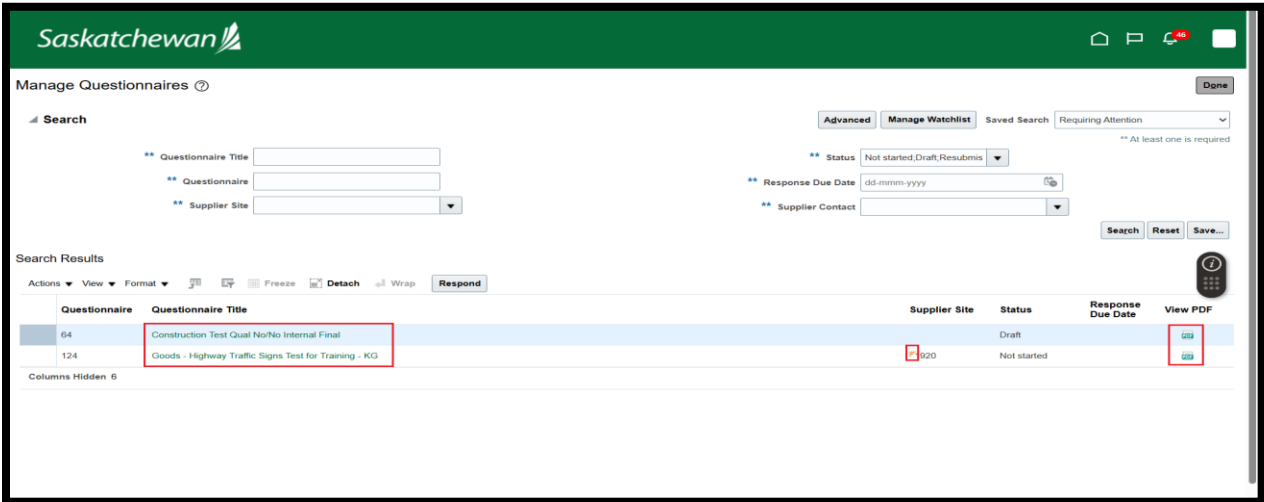 Saskatchewan
46
Manage Questionnaires
Done
Search
Advanced Manage Watchlist Saved Search Requiring Attention
** At least one is required
** Questionnaire Title
** Status Not started;Draft;Resubmis
** Questionnaire
** Response Due Date dd-mmm-yyyy
** Supplier Site
** Supplier Contact
Search Reset Save...
Search Results
Actions View Format Freeze Detach Wrap Respond
Questionnaire Questionnaire Title Supplier Site Status Response Due Date View PDF
64 Construction Test Qual No/No Internal Final Draft
124 Goods - Highway Traffic Signs Test for Training - KG 920 Not started
Columns Hidden 6